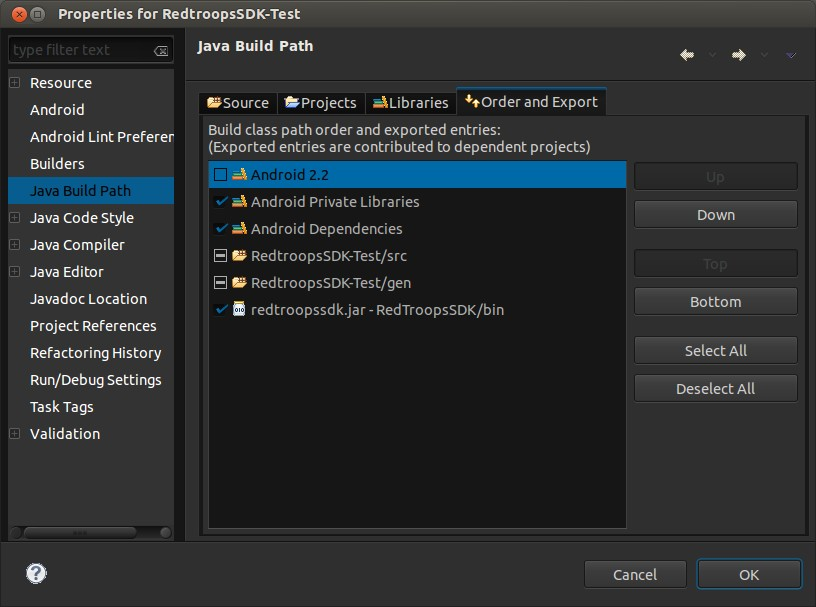 Properties for RedtroopsSDK-Test
type filter text
Resource
Android
Android Lint Preferen
Builders
Java Build Path
Java Code Style
Java Compiler
Java Editor
Javadoc Location
Project References
Refactoring History
Run/Debug Settings
Task Tags
Validation
Java Build Path
Source Projects Libraries Order and Export
Build class path order and exported entries:
(Exported entries are contributed to dependent projects)
Android 2.2
Android Private Libraries
Android Dependencies
RedtroopsSDK-Test/src
RedtroopsSDK-Test/gen
redtroopssdk.jar - RedTroopsSDK/bin
Up
Down
Top
Bottom
Select All
Deselect All
?
Cancel OK